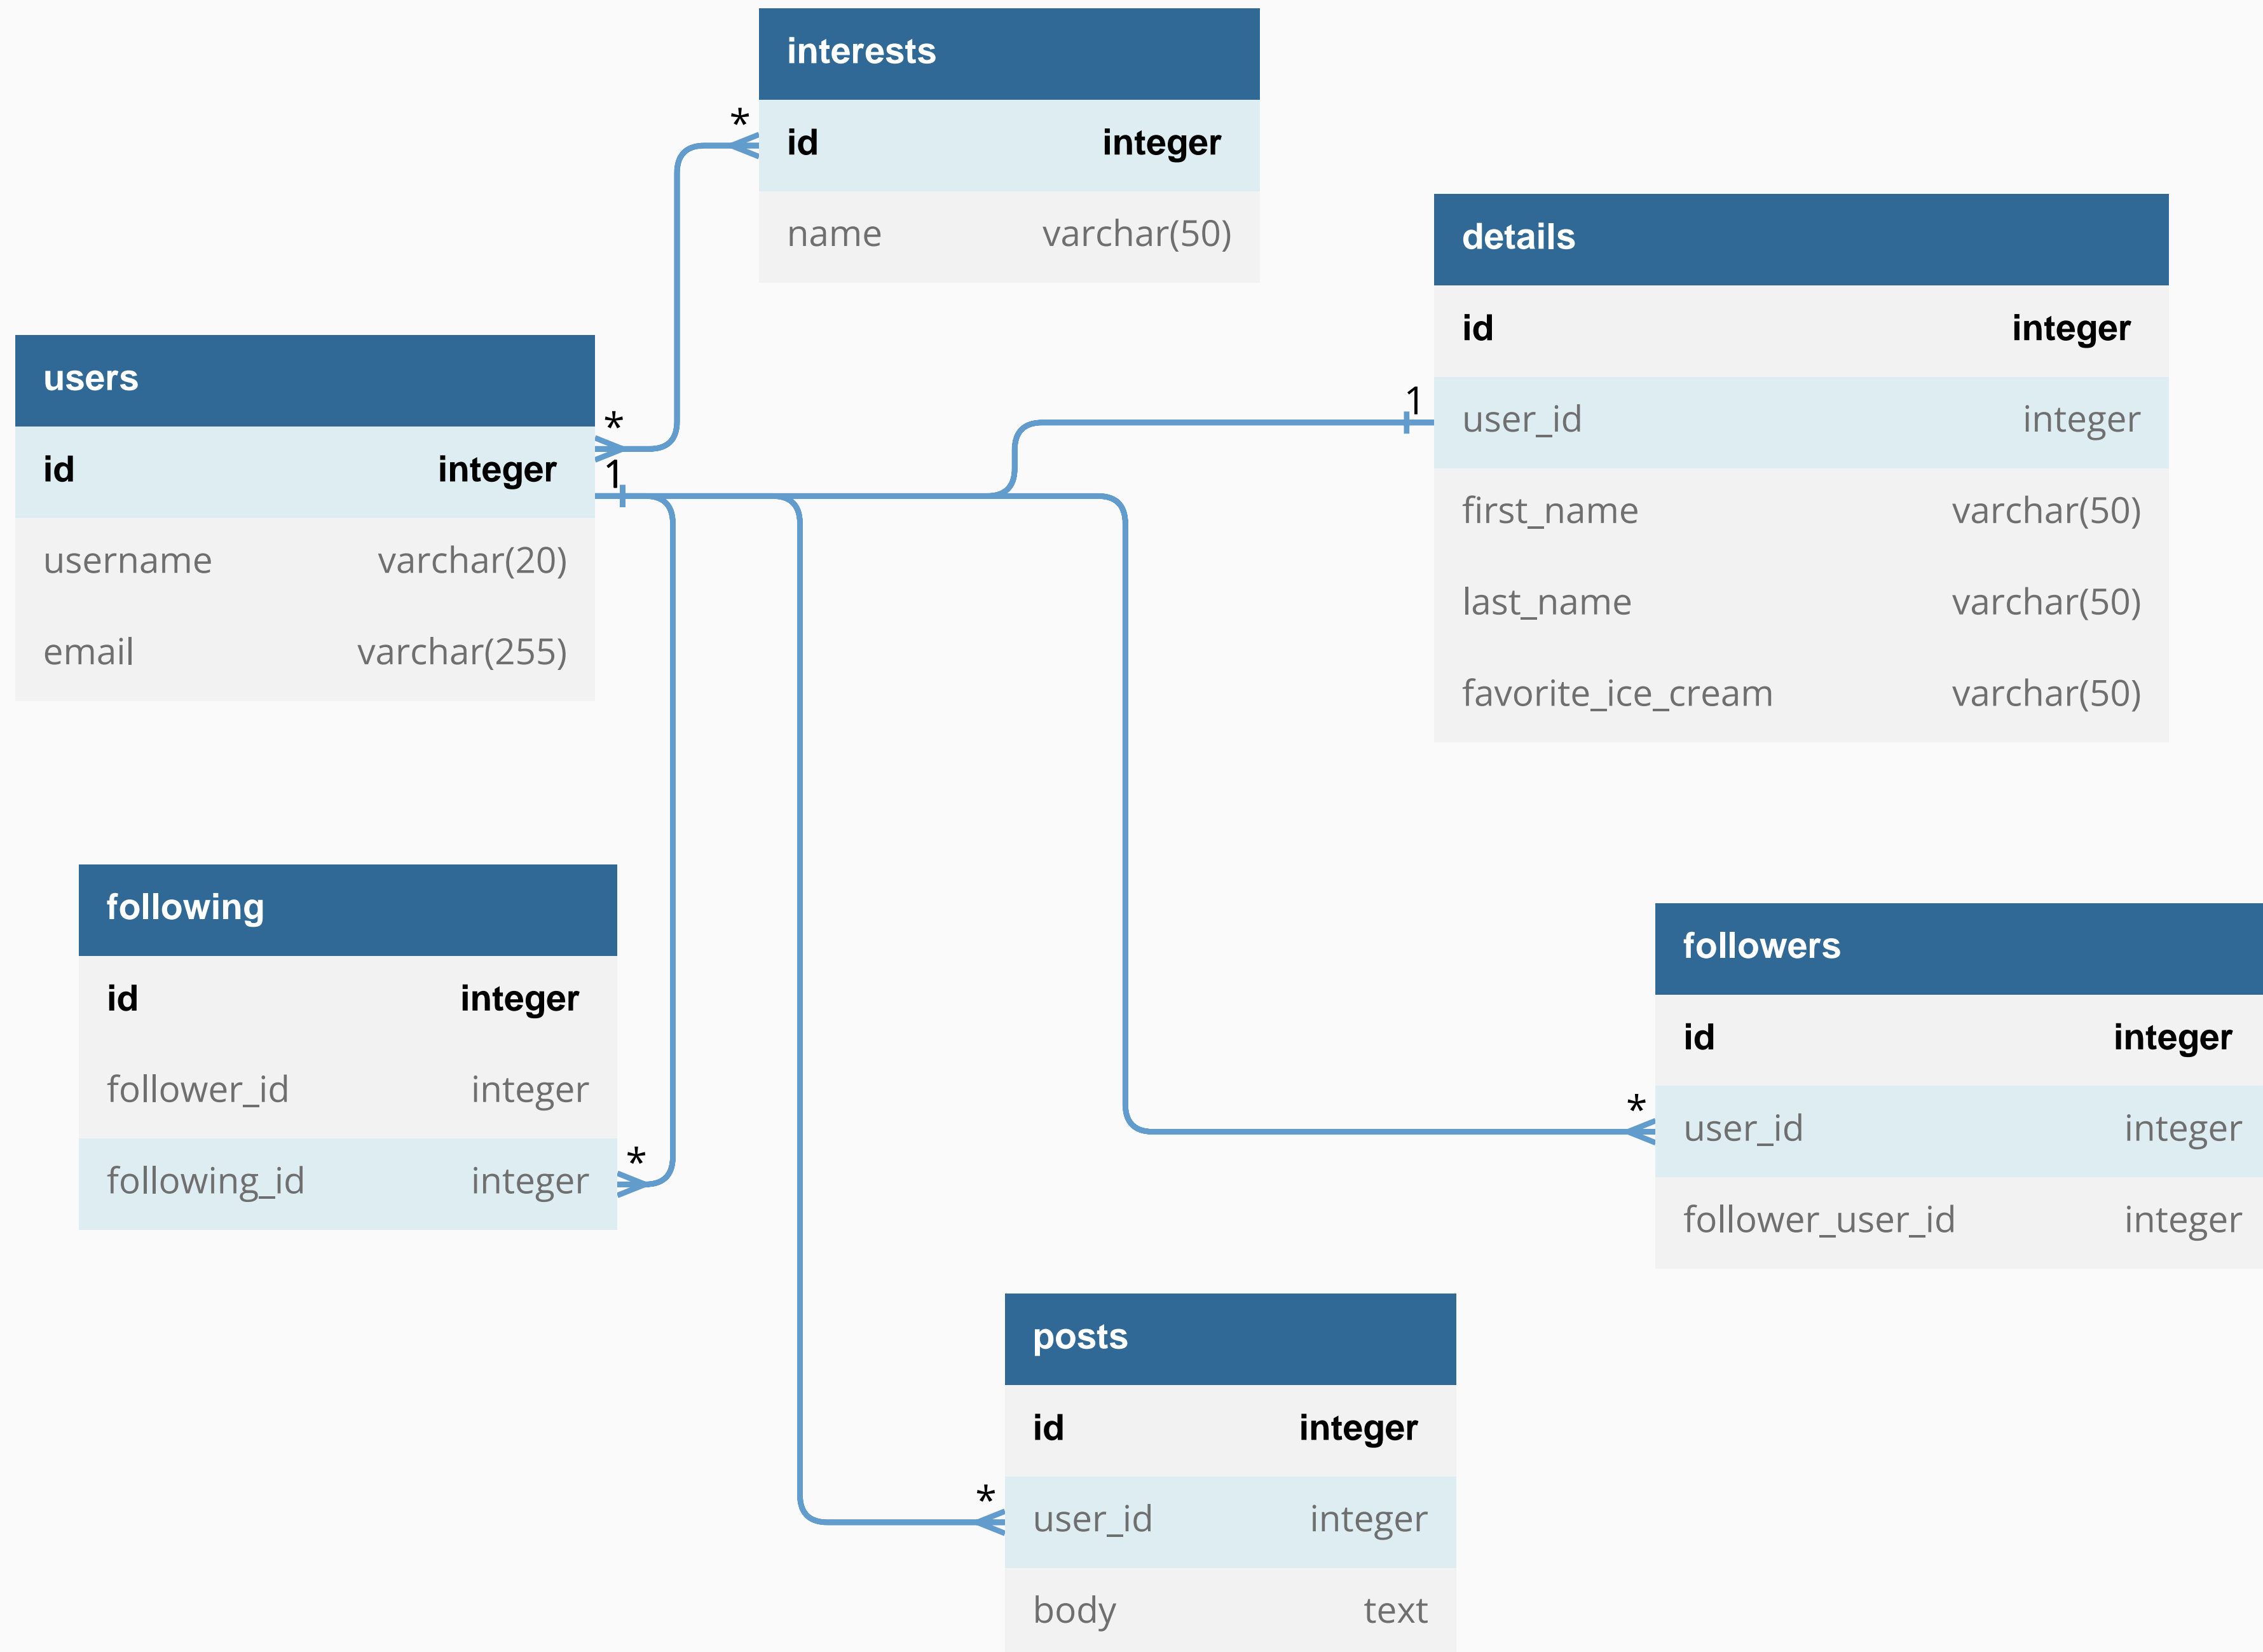 interests
id integer
name varchar(50)
*
details
id integer
user_id integer
first_name varchar(50)
last_name varchar(50)
favorite_ice_cream varchar(50)
1
users
id integer
username varchar(20)
email varchar(255)
*
1
following
id integer
follower_id integer
following_id integer
*
followers
id integer
user_id integer
follower_user_id integer
*
posts
id integer
user_id integer
body text
*